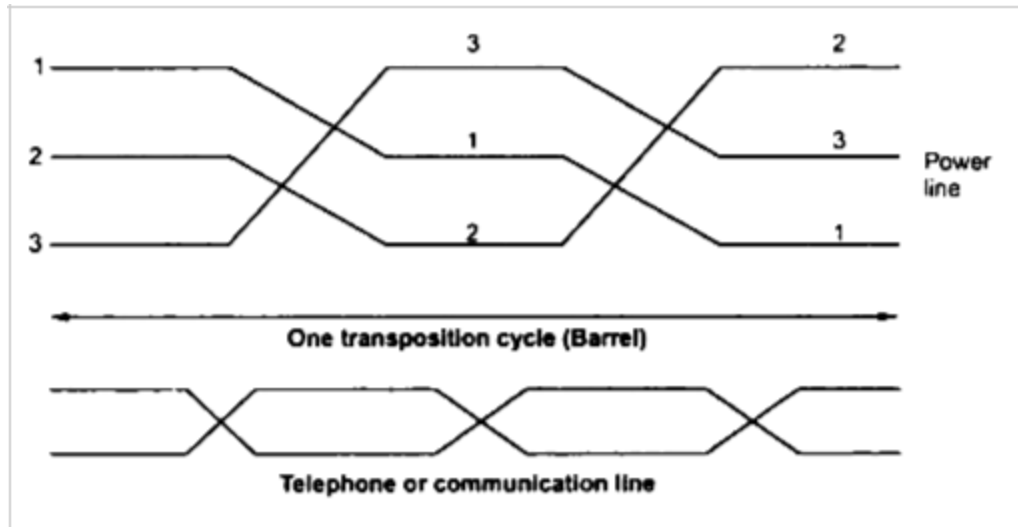 3 2
1
1 3
2
Power
line
3 2 1
One transposition cycle (Barrel)
Telephone or communication line